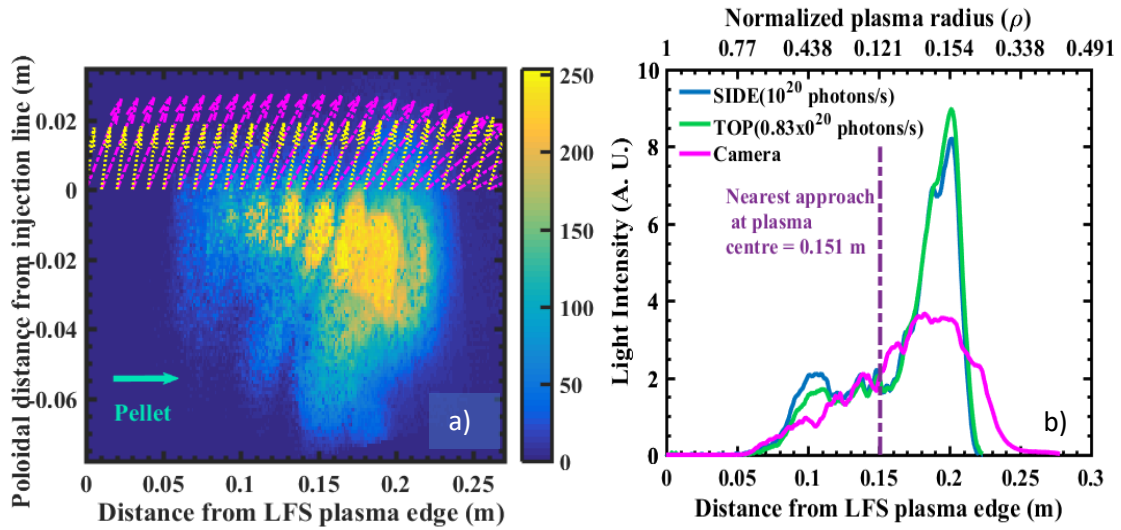 Poloidal distance from injection line (m)
0.02
0
-0.02
-0.04
-0.06
Pellet
a)
0
0.05
0.1
0.15
0.2
0.25
Distance from LFS plasma edge (m)
250
200
150
100
50
0
Normalized plasma radius (ρ)
1 0.77 0.438 0.121 0.154 0.338 0.491
Light Intensity (A. U.)
10
8
6
4
2
0
SIDE(10²⁰ photons/s)
TOP(0.83x0²⁰ photons/s)
Camera
Nearest approach
at plasma
centre = 0.151 m
b)
0 0.05 0.1 0.15 0.2 0.25 0.3
Distance from LFS plasma edge (m)